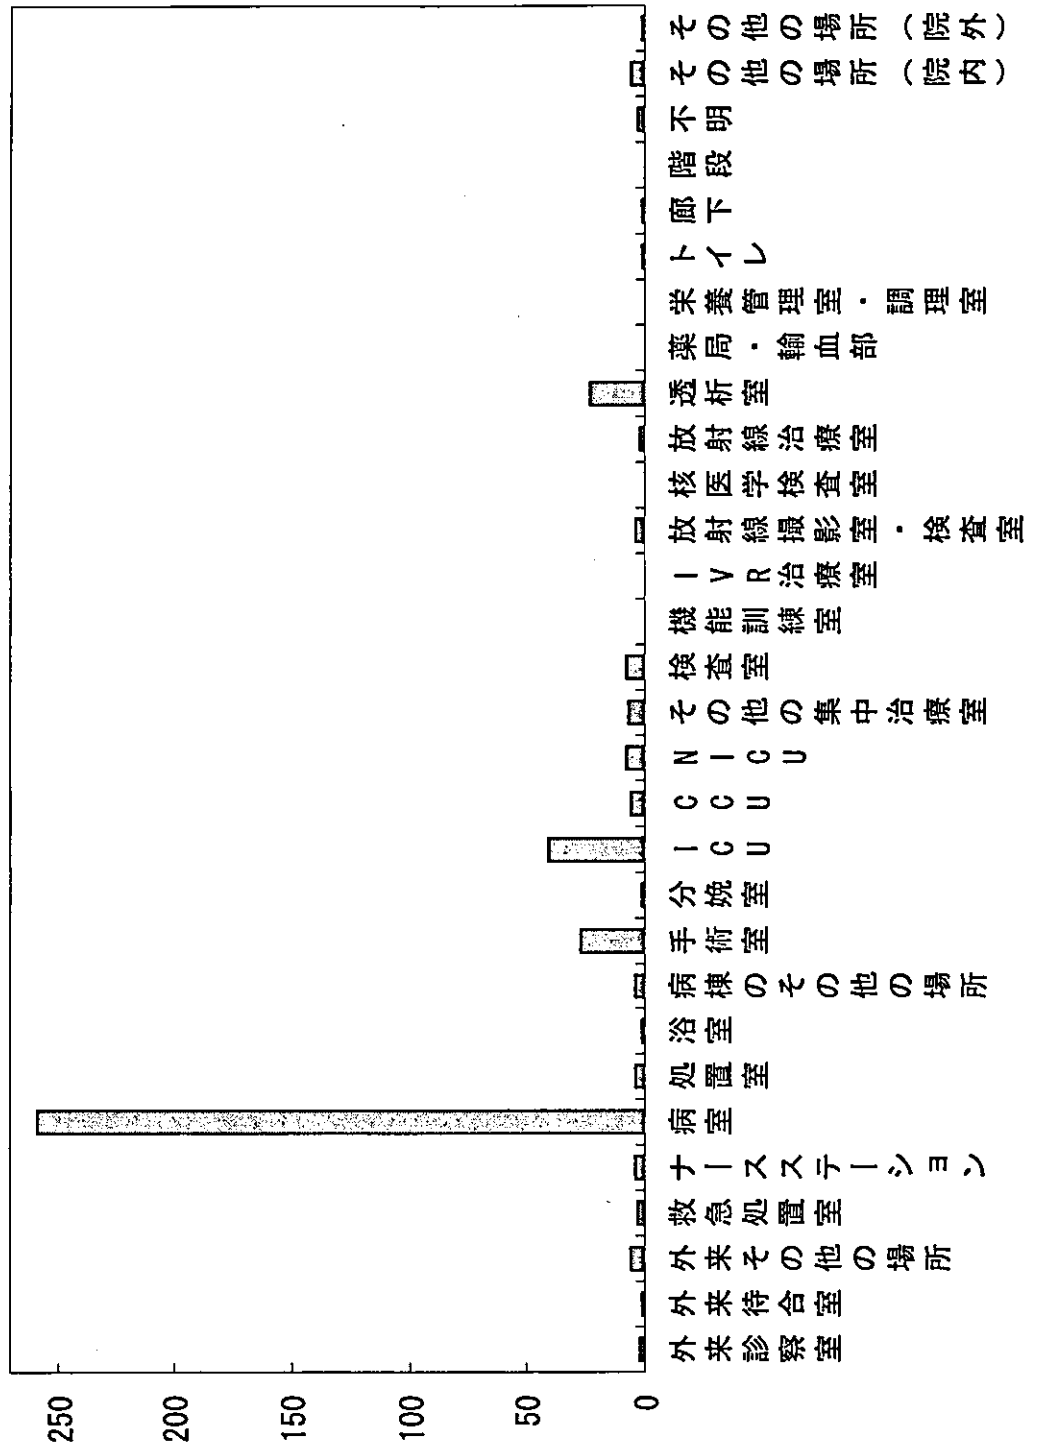 250
200
150
100
50
0
外来診察室
外来待合室
外来その他の場所
救急処置室
ナースステーション
病室
処置室
浴室
病棟のその他の場所
手術室
分娩室
ICU
CCU
NICU
その他の集中治療室
検査室
機能訓練室
IVR治療室
放射線撮影室・検査室
核医学検査室
放射線治療室
透析室
薬局・輸血部
栄養管理室・調理室
トイレ
廊下
階段
不明
その他の場所(院内)
その他の場所(院外)